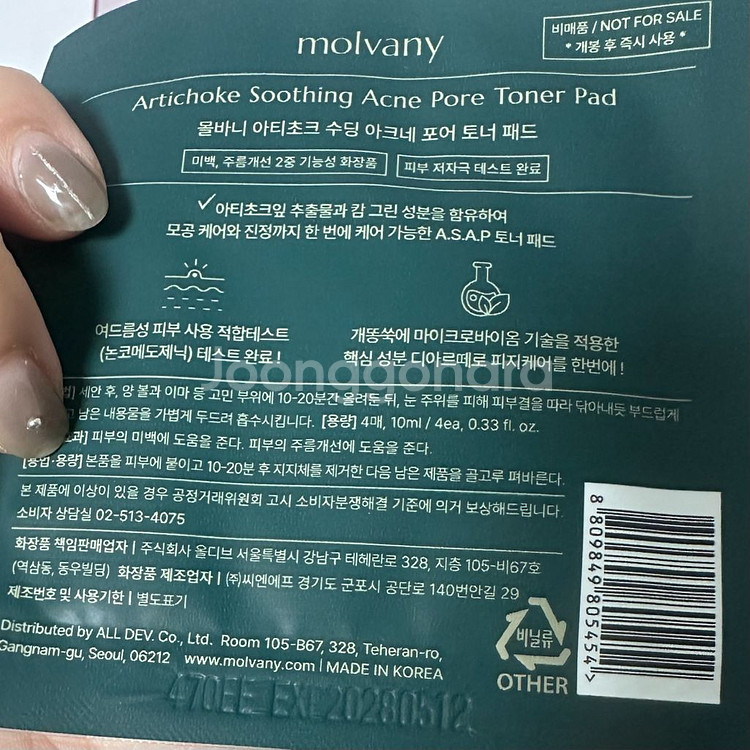 molvany
비매품 / NOT FOR SALE
* 개봉 후 즉시 사용 *
Artichoke Soothing Acne Pore Toner Pad
몰바니 아티초크 수딩 아크네 포어 토너 패드
미백, 주름개선 2중 기능성 화장품
피부 저자극 테스트 완료
✓아티초크잎 추출물과 캄 그린 성분을 함유하여
모공 케어와 진정까지 한 번에 케어 가능한 A.S.A.P 토너 패드
여드름성 피부 사용 적합테스트
(논코메도제닉) 테스트 완료 !
개똥쑥에 마이크로바이옴 기술을 적용한
핵심 성분 디아르떼로 피지케어를 한번에 !
Joonggonara
법] 세안 후, 양 볼과 이마 등 고민 부위에 10-20분간 올려둔 뒤, 눈 주위를 피해 피부결을 따라 닦아내듯 부드럽게
남은 내용물을 가볍게 두드려 흡수시킵니다. [용량] 4매, 10ml / 4ea, 0.33 fl. oz.
과] 피부의 미백에 도움을 준다. 피부의 주름개선에 도움을 준다.
[용법·용량] 본품을 피부에 붙이고 10-20분 후 지지체를 제거한 다음 남은 제품을 골고루 펴바른다.
본 제품에 이상이 있을 경우 공정거래위원회 고시 소비자분쟁해결 기준에 의거 보상해드립니다.
소비자 상담실 02-513-4075
화장품 책임판매업자 | 주식회사 올디브 서울특별시 강남구 테헤란로 328, 지층 105-비67호
(역삼동, 동우빌딩) 화장품 제조업자 | (주)씨엔에프 경기도 군포시 공단로 140번안길 29
제조번호 및 사용기한 | 별도표기
Distributed by ALL DEV. Co., Ltd. Room 105-B67, 328, Teheran-ro,
Gangnam-gu, Seoul, 06212 www.molvany.com | MADE IN KOREA
비닐류
OTHER
8 809849 805454 >
470EE EXP 20280512